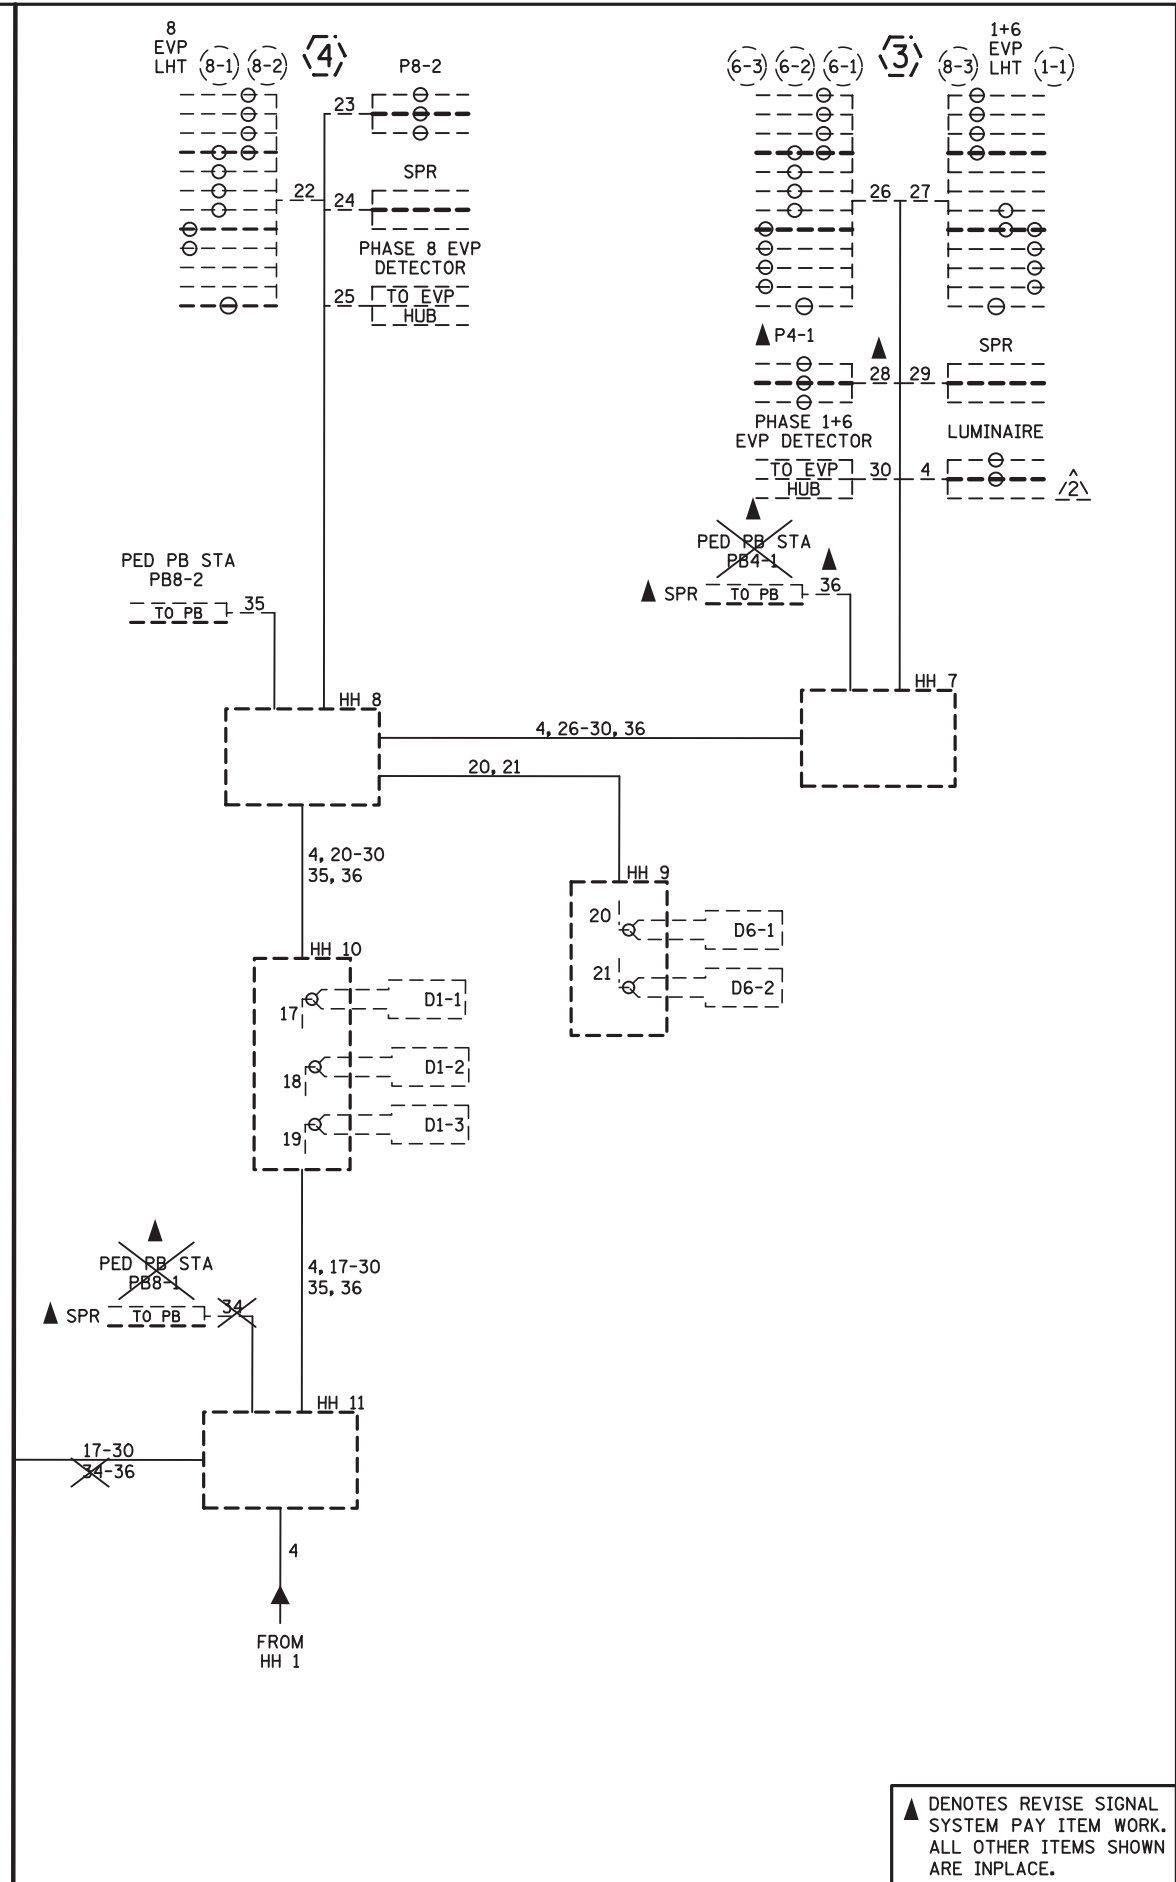 8
EVP
LHT
8-1
8-2
4
P8-2
23
SPR
22
24
PHASE 8 EVP
DETECTOR
25
TO EVP
HUB
6-3
6-2
6-1
3
8-3
1+6
EVP
LHT
1-1
26
27
P4-1
SPR
28
29
PHASE 1+6
EVP DETECTOR
LUMINAIRE
TO EVP
HUB
30
4
2
PED PB STA
PB4-1
SPR
TO PB
36
PED PB STA
PB8-2
TO PB
35
HH 8
HH 7
4, 26-30, 36
20, 21
4, 20-30
35, 36
HH 9
20
D6-1
21
D6-2
HH 10
17
D1-1
18
D1-2
19
D1-3
PED PB STA
PB8-1
SPR
TO PB
34
4, 17-30
35, 36
HH 11
17-30
34-36
4
FROM
HH 1
DENOTES REVISE SIGNAL
SYSTEM PAY ITEM WORK.
ALL OTHER ITEMS SHOWN
ARE INPLACE.